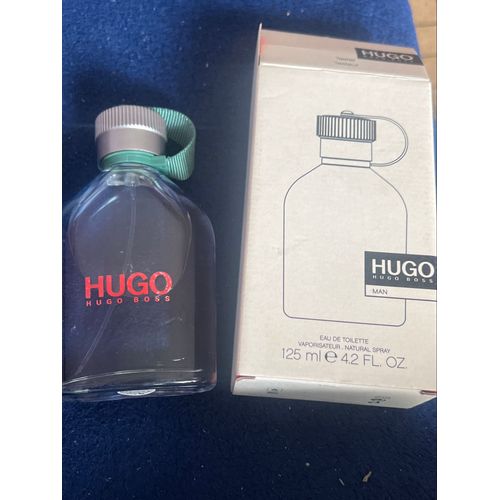 HUGO
HUGO BOSS
HUGO
HUGO BOSS
MAN
EAU DE TOILETTE
VAPORISATEUR . NATURAL SPRAY
125 ml e 4.2 FL. OZ.
HUGO